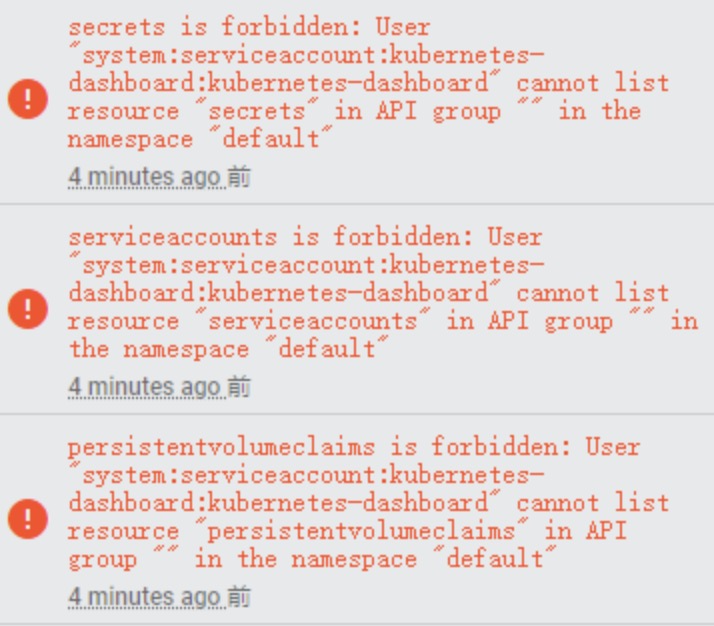 secrets is forbidden: User
"system:serviceaccount:kubernetes-
dashboard:kubernetes-dashboard" cannot list
resource "secrets" in API group "" in the
namespace "default"
4 minutes ago 前
serviceaccounts is forbidden: User
"system:serviceaccount:kubernetes-
dashboard:kubernetes-dashboard" cannot list
resource "serviceaccounts" in API group "" in
the namespace "default"
4 minutes ago 前
persistentvolumeclaims is forbidden: User
"system:serviceaccount:kubernetes-
dashboard:kubernetes-dashboard" cannot list
resource "persistentvolumeclaims" in API
group "" in the namespace "default"
4 minutes ago 前